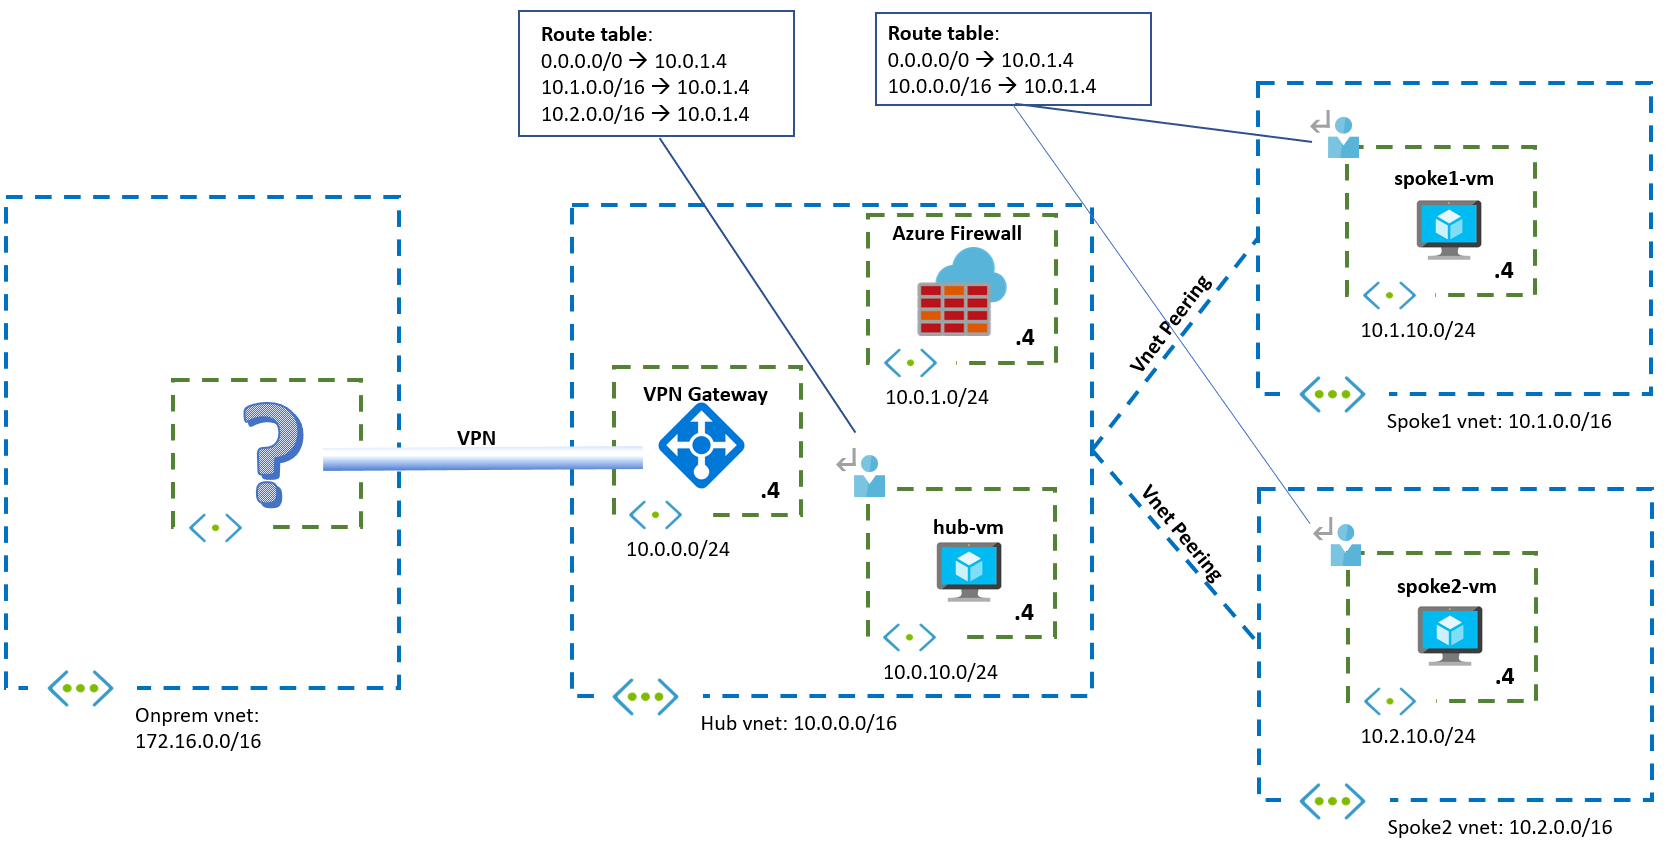 Route table:
0.0.0.0/0 → 10.0.1.4
10.1.0.0/16 → 10.0.1.4
10.2.0.0/16 → 10.0.1.4
Route table:
0.0.0.0/0 → 10.0.1.4
10.0.0.0/16 → 10.0.1.4
?
VPN
Onprem vnet:
172.16.0.0/16
VPN Gateway
.4
10.0.0.0/24
Azure Firewall
.4
10.0.1.0/24
hub-vm
.4
10.0.10.0/24
Hub vnet: 10.0.0.0/16
Vnet Peering
Vnet Peering
spoke1-vm
.4
10.1.10.0/24
Spoke1 vnet: 10.1.0.0/16
spoke2-vm
.4
10.2.10.0/24
Spoke2 vnet: 10.2.0.0/16